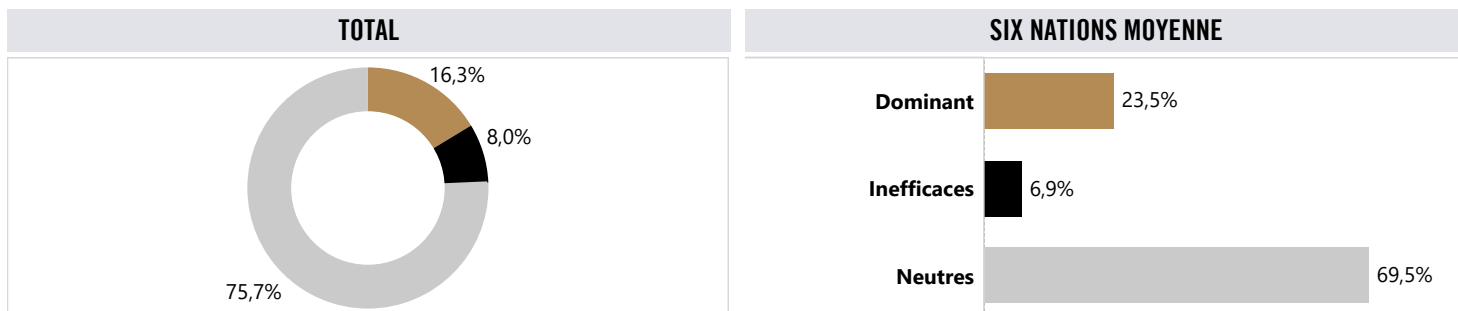 TOTAL
16,3%
8,0%
75,7%
SIX NATIONS MOYENNE
Dominant
23,5%
Inefficaces
6,9%
Neutres
69,5%